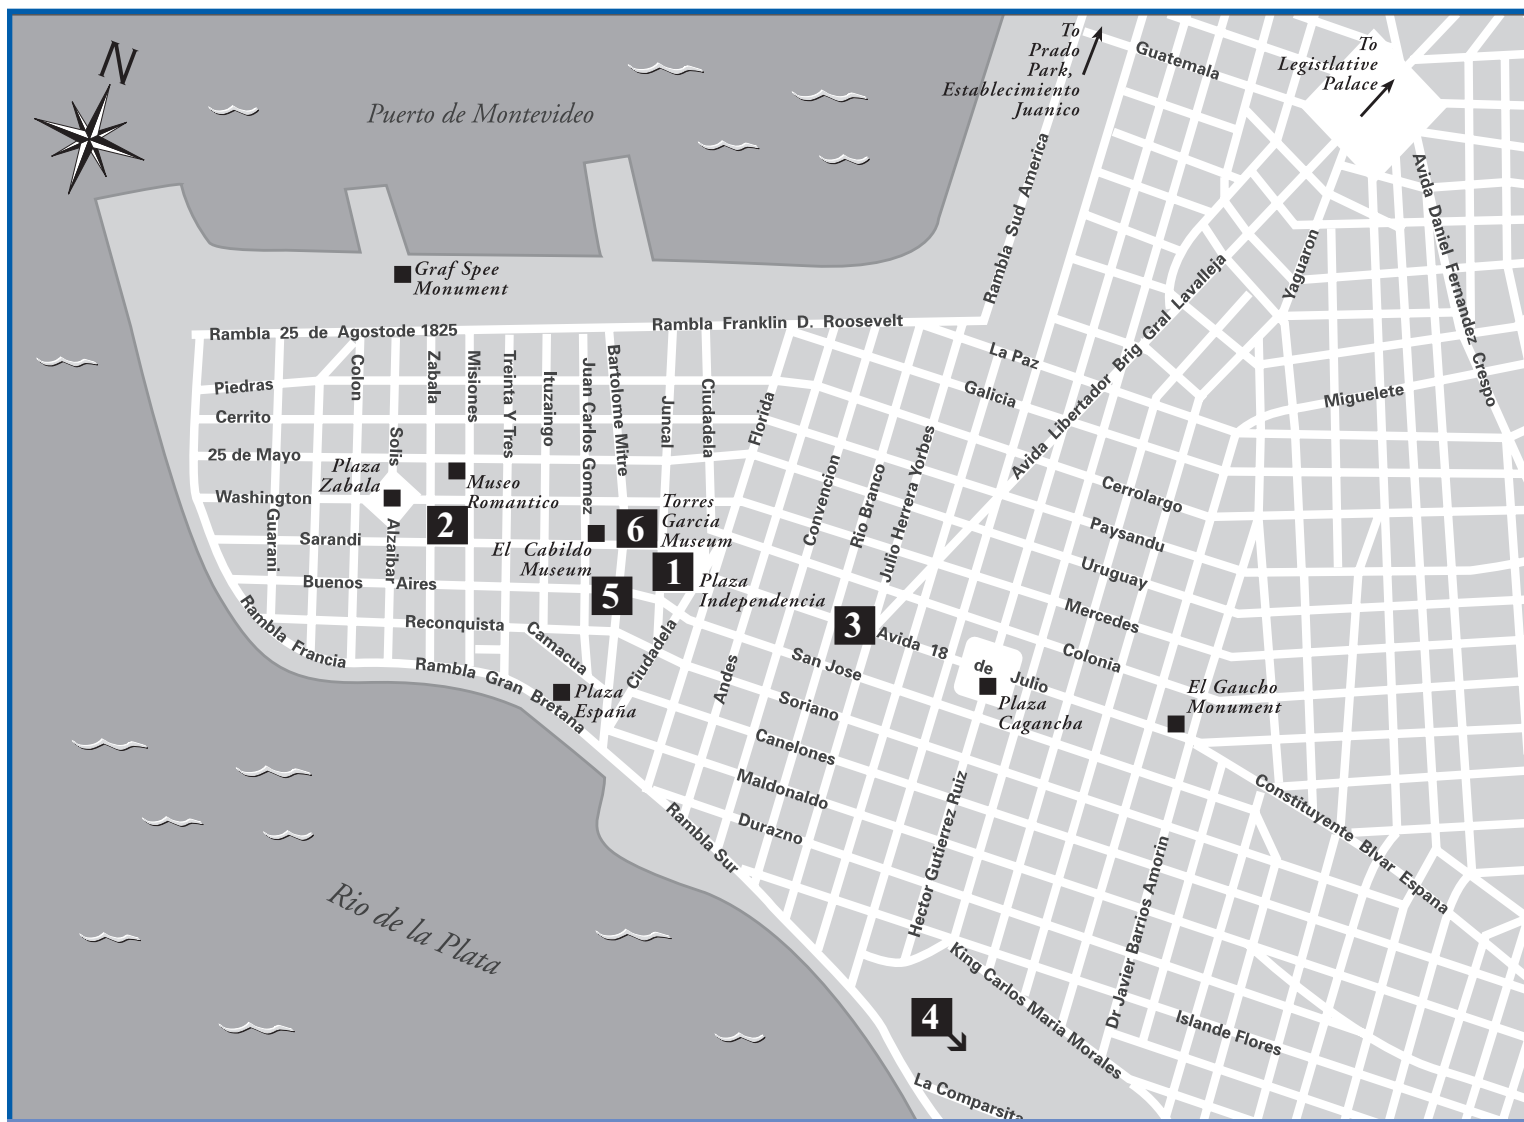 N
Puerto de Montevideo
To
Prado
Park,
Establecimiento
Juanico
Guatemala
To
Legistlative
Palace
Rambla Sud America
Avida Daniel Fernandez Crespo
Yaguaron
Avida Libertador Brig Gral Lavalleja
Graf Spee
Monument
Rambla 25 de Agostode 1825
Rambla Franklin D. Roosevelt
La Paz
Galicia
Miguelete
Piedras
Cerrito
25 de Mayo
Washington
Sarandi
Buenos Aires
Reconquista
Guarani
Colon
Solis
Alzaibar
Zabala
Misiones
Treinta Y Tres
Ituzaingo
Juan Carlos Gomez
Bartolome Mitre
Juncal
Ciudadela
Florida
Convencion
Rio Branco
Julio Herrera Yorbes
Plaza
Zabala
Museo
Romantico
2
El Cabildo
Museum
6
Torres
Garcia
Museum
1
Plaza
Independencia
5
3
Cerrolargo
Paysandu
Uruguay
Mercedes
Colonia
Avida 18 de Julio
San Jose
Soriano
Canelones
Maldonaldo
Durazno
Plaza
Cagancha
El Gaucho
Monument
Rambla Francia
Rambla Gran Bretana
Camacua
Ciudadela
Andes
Plaza
España
Rambla Sur
Hector Gutierrez Ruiz
Dr Javier Barrios Amorin
Constituyente Blvar Espana
Rio de la Plata
King Carlos Maria Morales
Islande Flores
4
La Comparsita